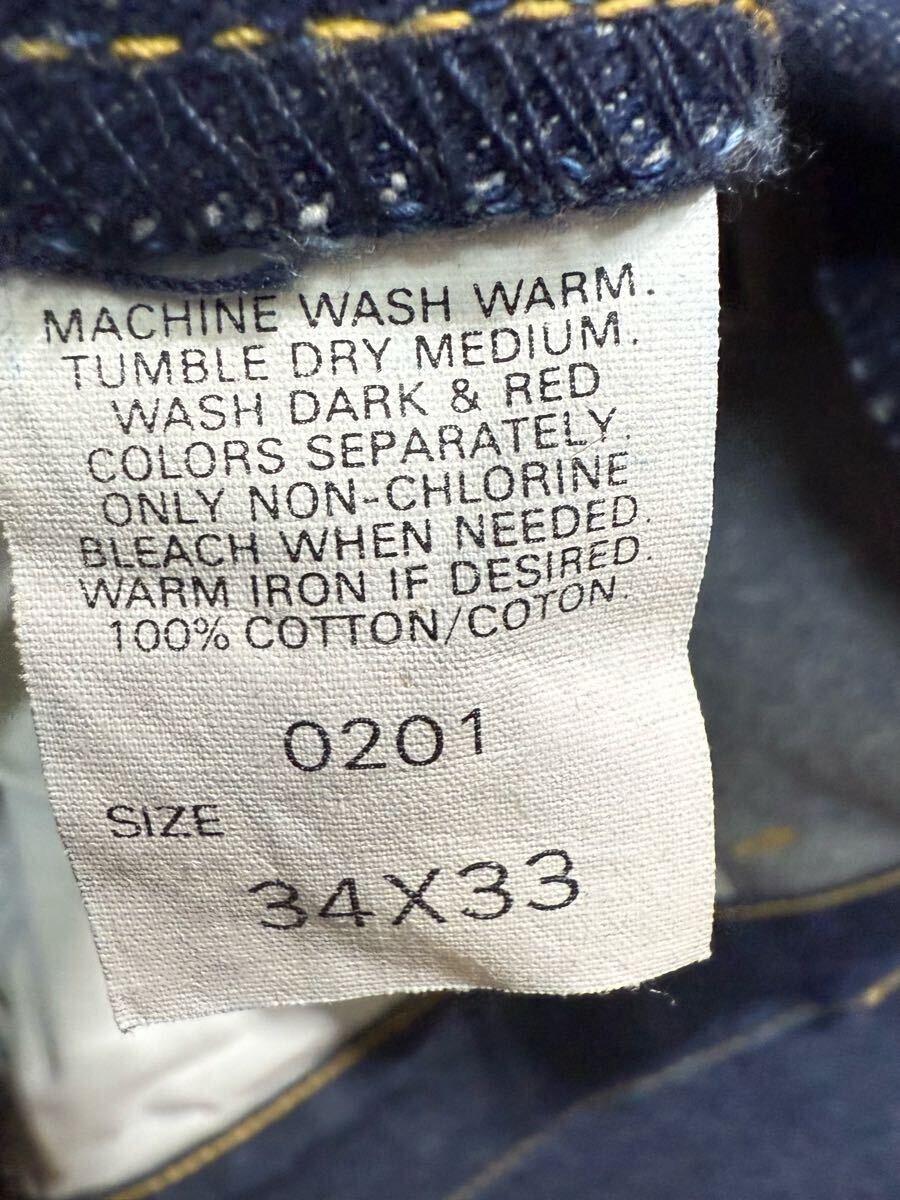 MACHINE WASH WARM.
TUMBLE DRY MEDIUM.
WASH DARK & RED
COLORS SEPARATELY.
ONLY NON-CHLORINE
BLEACH WHEN NEEDED.
WARM IRON IF DESIRED.
100% COTTON/COTON.
0201
SIZE
34X33